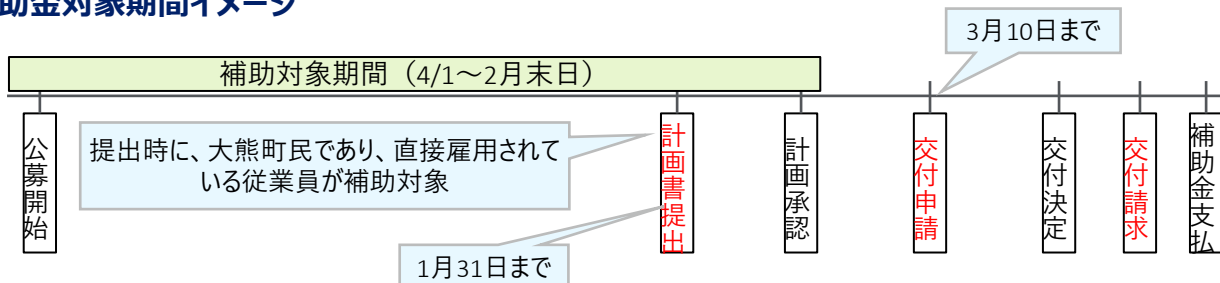 助金対象期間イメージ
3月10日まで
補助対象期間（4/1～2月末日）
公募開始
提出時に、大熊町民であり、直接雇用されて
いる従業員が補助対象
計画書提出
1月31日まで
計画承認
交付申請
交付決定
交付請求
補助金支払